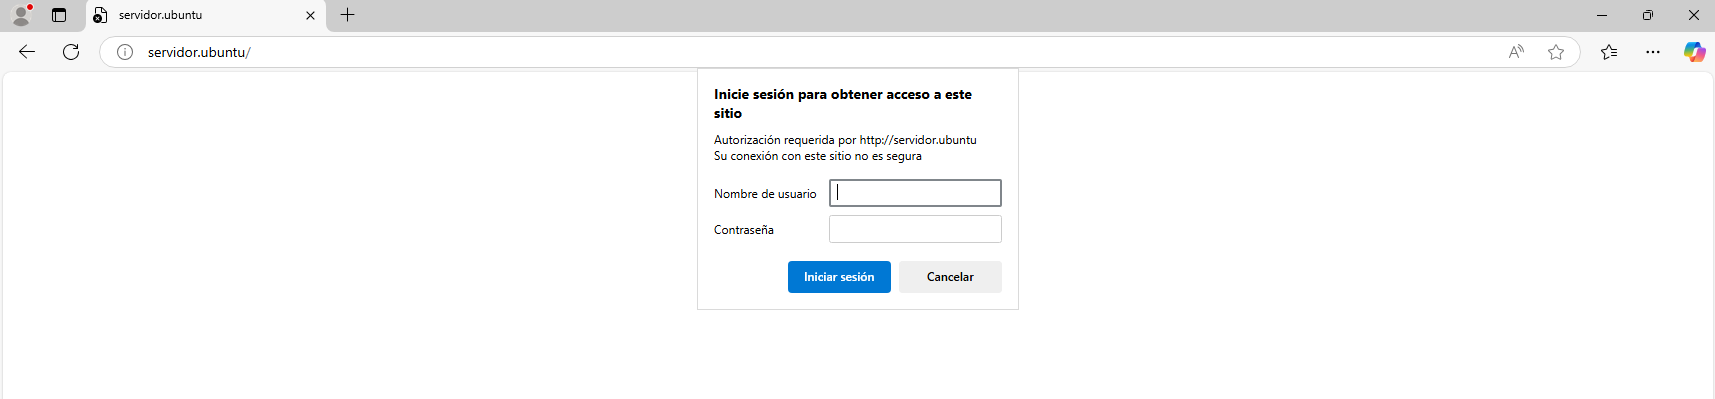 servidor.ubuntu
servidor.ubuntu/
Inicie sesión para obtener acceso a este
sitio
Autorización requerida por http://servidor.ubuntu
Su conexión con este sitio no es segura
Nombre de usuario
Contraseña
Iniciar sesión
Cancelar